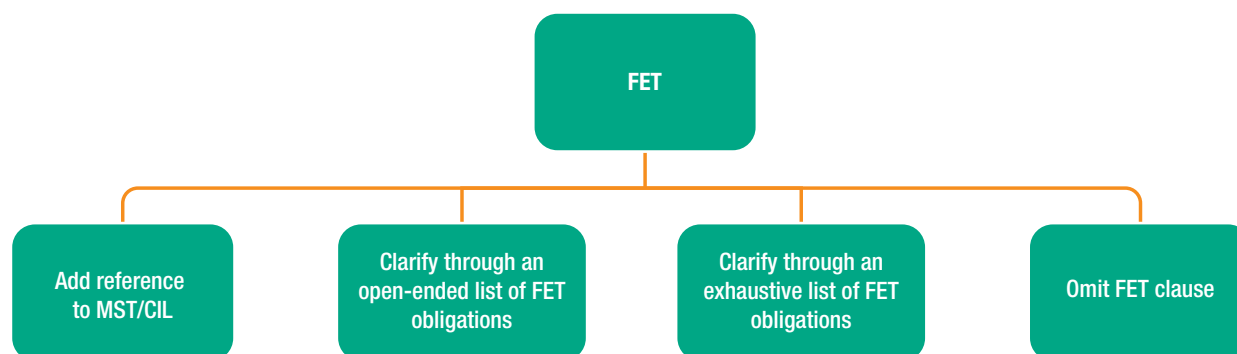 FET
Add reference
to MST/CIL
Clarify through an
open-ended list of FET
obligations
Clarify through an
exhaustive list of FET
obligations
Omit FET clause